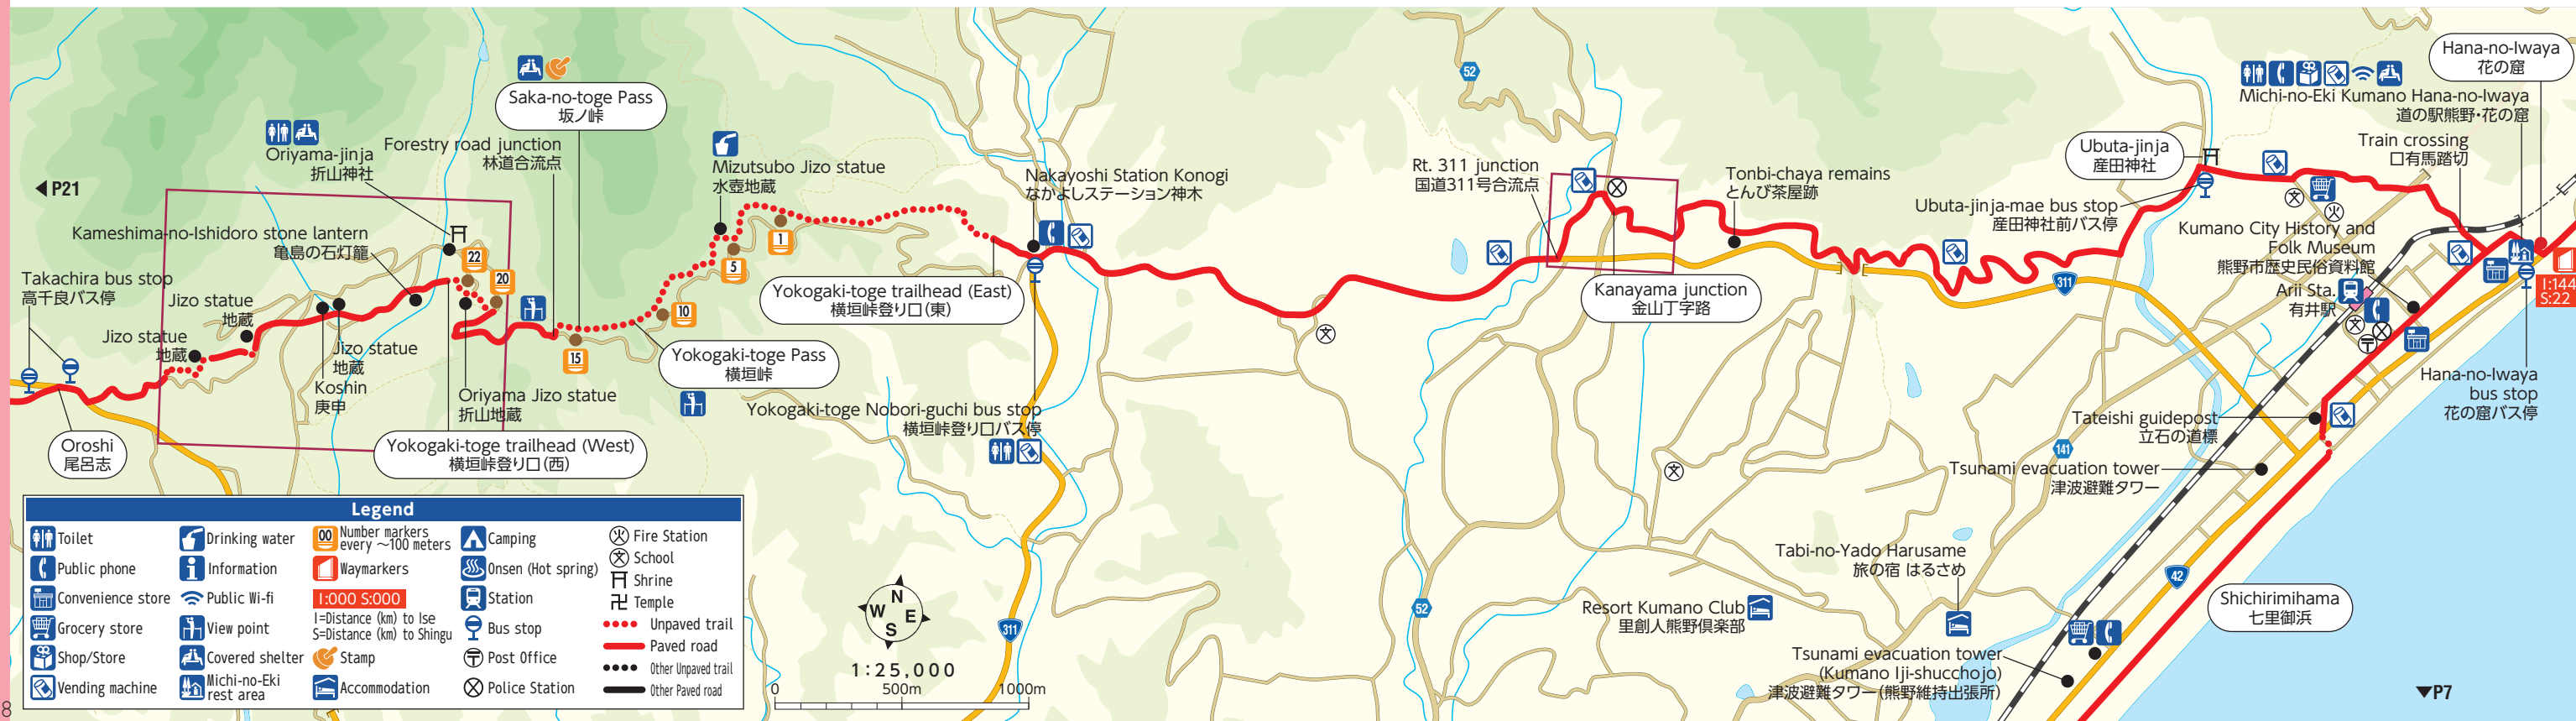 Hana-no-Iwaya
花の窟
Michi-no-Eki Kumano Hana-no-Iwaya
道の駅熊野・花の窟
52
Saka-no-toge Pass
坂ノ峠
Oriyama-jinja
折山神社
Forestry road junction
林道合流点
Mizutsubo Jizo statue
水壺地蔵
Nakayoshi Station Konogi
なかよしステーション神木
Rt. 311 junction
国道311号合流点
Tonbi-chaya remains
とんび茶屋跡
Ubuta-jinja
産田神社
Train crossing
口有馬踏切
◀P21
Ubuta-jinja-mae bus stop
産田神社前バス停
Kumano City History and
Folk Museum
熊野市歴史民俗資料館
Kameshima-no-Ishidoro stone lantern
亀島の石灯籠
22
20
1
5
10
15
Takachira bus stop
高千良バス停
Jizo statue
地蔵
Jizo statue
地蔵
Jizo statue
地蔵
Koshin
庚申
Yokogaki-toge trailhead (East)
横垣峠登り口(東)
Kanayama junction
金山丁字路
311
Arii Sta.
有井駅
I:144
S:22
Yokogaki-toge Pass
横垣峠
Oriyama Jizo statue
折山地蔵
Yokogaki-toge Nobori-guchi bus stop
横垣峠登り口バス停
Hana-no-Iwaya
bus stop
花の窟バス停
Oroshi
尾呂志
Yokogaki-toge trailhead (West)
横垣峠登り口(西)
Tateishi guidepost
立石の道標
141
Tsunami evacuation tower
津波避難タワー
Legend
Toilet
Public phone
Convenience store
Grocery store
Shop/Store
Vending machine
Drinking water
Information
Public Wi-fi
View point
Covered shelter
Michi-no-Eki
rest area
00
Number markers
every ～100 meters
Waymarkers
I:000 S:000
I=Distance (km) to Ise
S=Distance (km) to Shingu
Stamp
Accommodation
Camping
Onsen (Hot spring)
Station
Bus stop
Post Office
Police Station
Fire Station
School
Shrine
Temple
Unpaved trail
Paved road
Other Unpaved trail
Other Paved road
N
W
E
S
1:25,000
0
500m
1000m
311
52
Tabi-no-Yado Harusame
旅の宿 はるさめ
Resort Kumano Club
里創人熊野倶楽部
42
Shichirimihama
七里御浜
Tsunami evacuation tower
(Kumano Iji-shucchojo)
津波避難タワー(熊野維持出張所)
▼P7
8